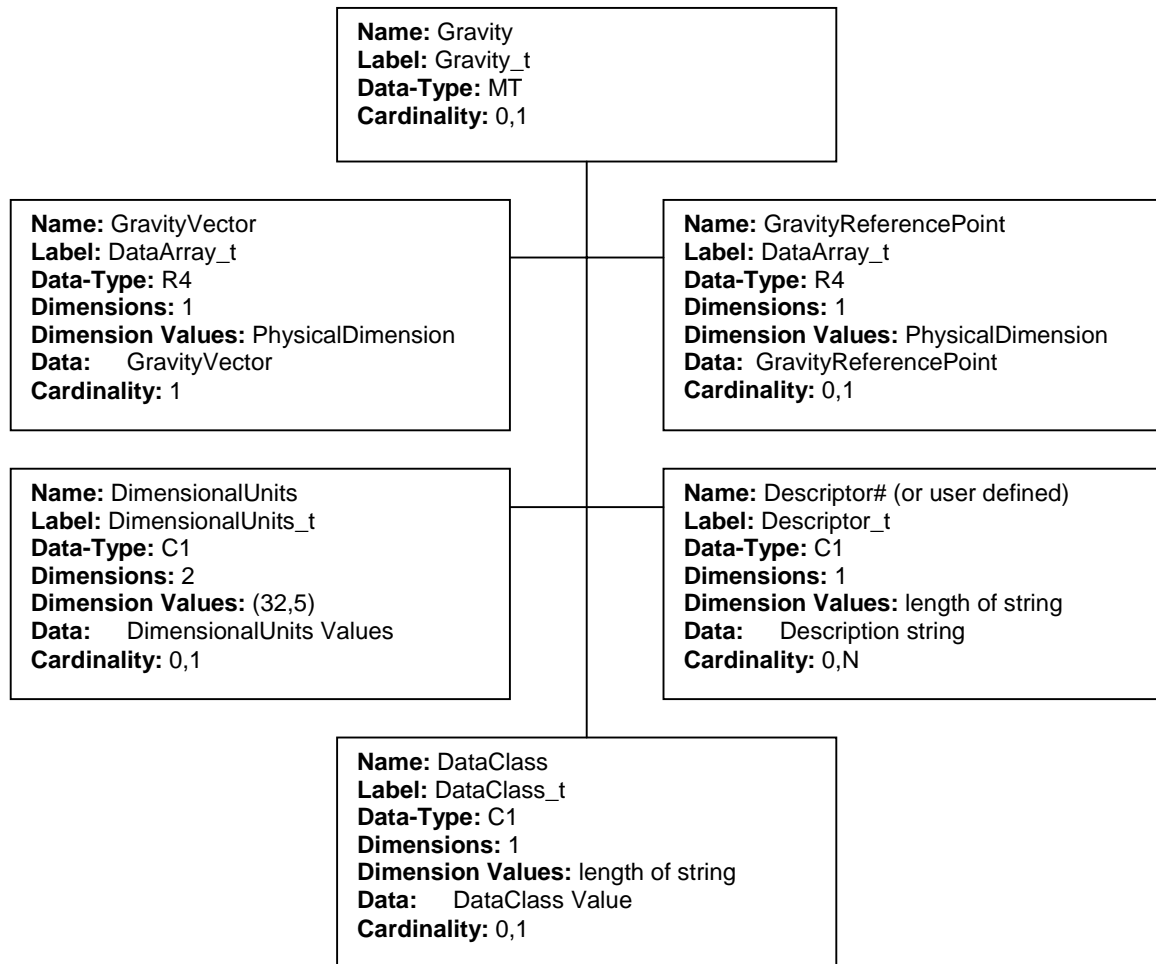 Name: Gravity
Label: Gravity_t
Data-Type: MT
Cardinality: 0,1
Name: GravityVector
Label: DataArray_t
Data-Type: R4
Dimensions: 1
Dimension Values: PhysicalDimension
Data: GravityVector
Cardinality: 1
Name: GravityReferencePoint
Label: DataArray_t
Data-Type: R4
Dimensions: 1
Dimension Values: PhysicalDimension
Data: GravityReferencePoint
Cardinality: 0,1
Name: DimensionalUnits
Label: DimensionalUnits_t
Data-Type: C1
Dimensions: 2
Dimension Values: (32,5)
Data: DimensionalUnits Values
Cardinality: 0,1
Name: Descriptor# (or user defined)
Label: Descriptor_t
Data-Type: C1
Dimensions: 1
Dimension Values: length of string
Data: Description string
Cardinality: 0,N
Name: DataClass
Label: DataClass_t
Data-Type: C1
Dimensions: 1
Dimension Values: length of string
Data: DataClass Value
Cardinality: 0,1